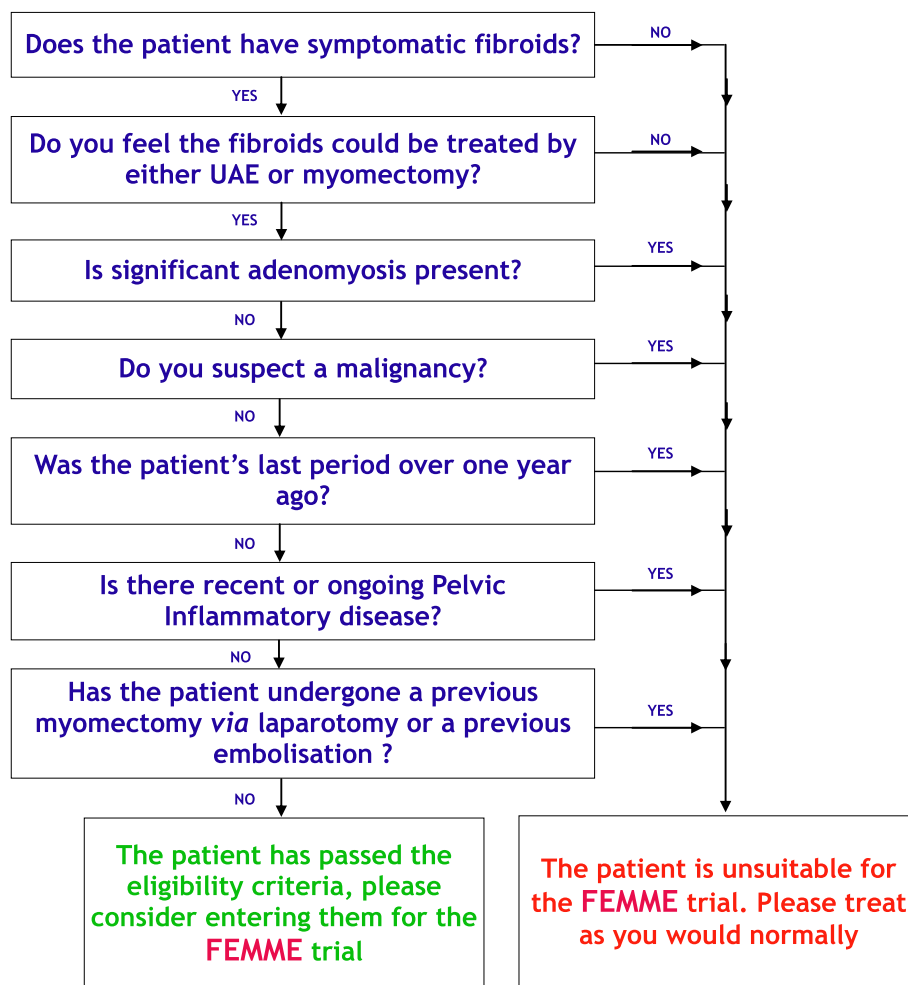 Does the patient have symptomatic fibroids?
NO
YES
Do you feel the fibroids could be treated by
either UAE or myomectomy?
NO
YES
Is significant adenomyosis present?
YES
NO
Do you suspect a malignancy?
YES
NO
Was the patient’s last period over one year
ago?
YES
NO
Is there recent or ongoing Pelvic
Inflammatory disease?
YES
NO
Has the patient undergone a previous
myomectomy via laparotomy or a previous
embolisation ?
YES
NO
The patient has passed the
eligibility criteria, please
consider entering them for the
FEMME trial
The patient is unsuitable for
the FEMME trial. Please treat
as you would normally